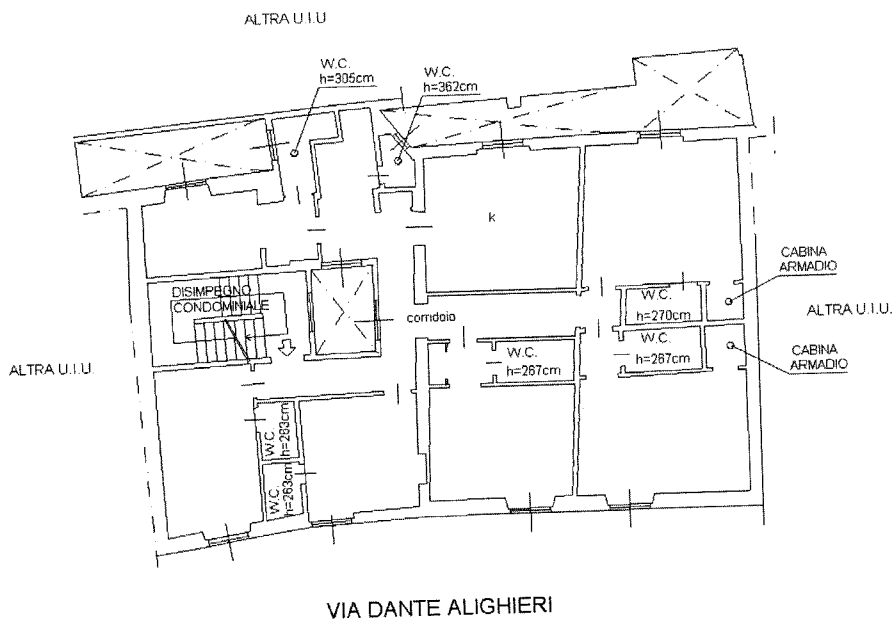 ALTRA U.I.U
W.C.
h=305cm
W.C.
h=362cm
k
CABINA
ARMADIO
DISIMPEGNO
CONDOMINIALE
W.C.
h=270cm
ALTRA U.I.U.
corridoio
W.C.
h=267cm
W.C.
h=267cm
CABINA
ARMADIO
ALTRA U.I.U.
W.C.
h=263cm
W.C.
h=263cm
VIA DANTE ALIGHIERI